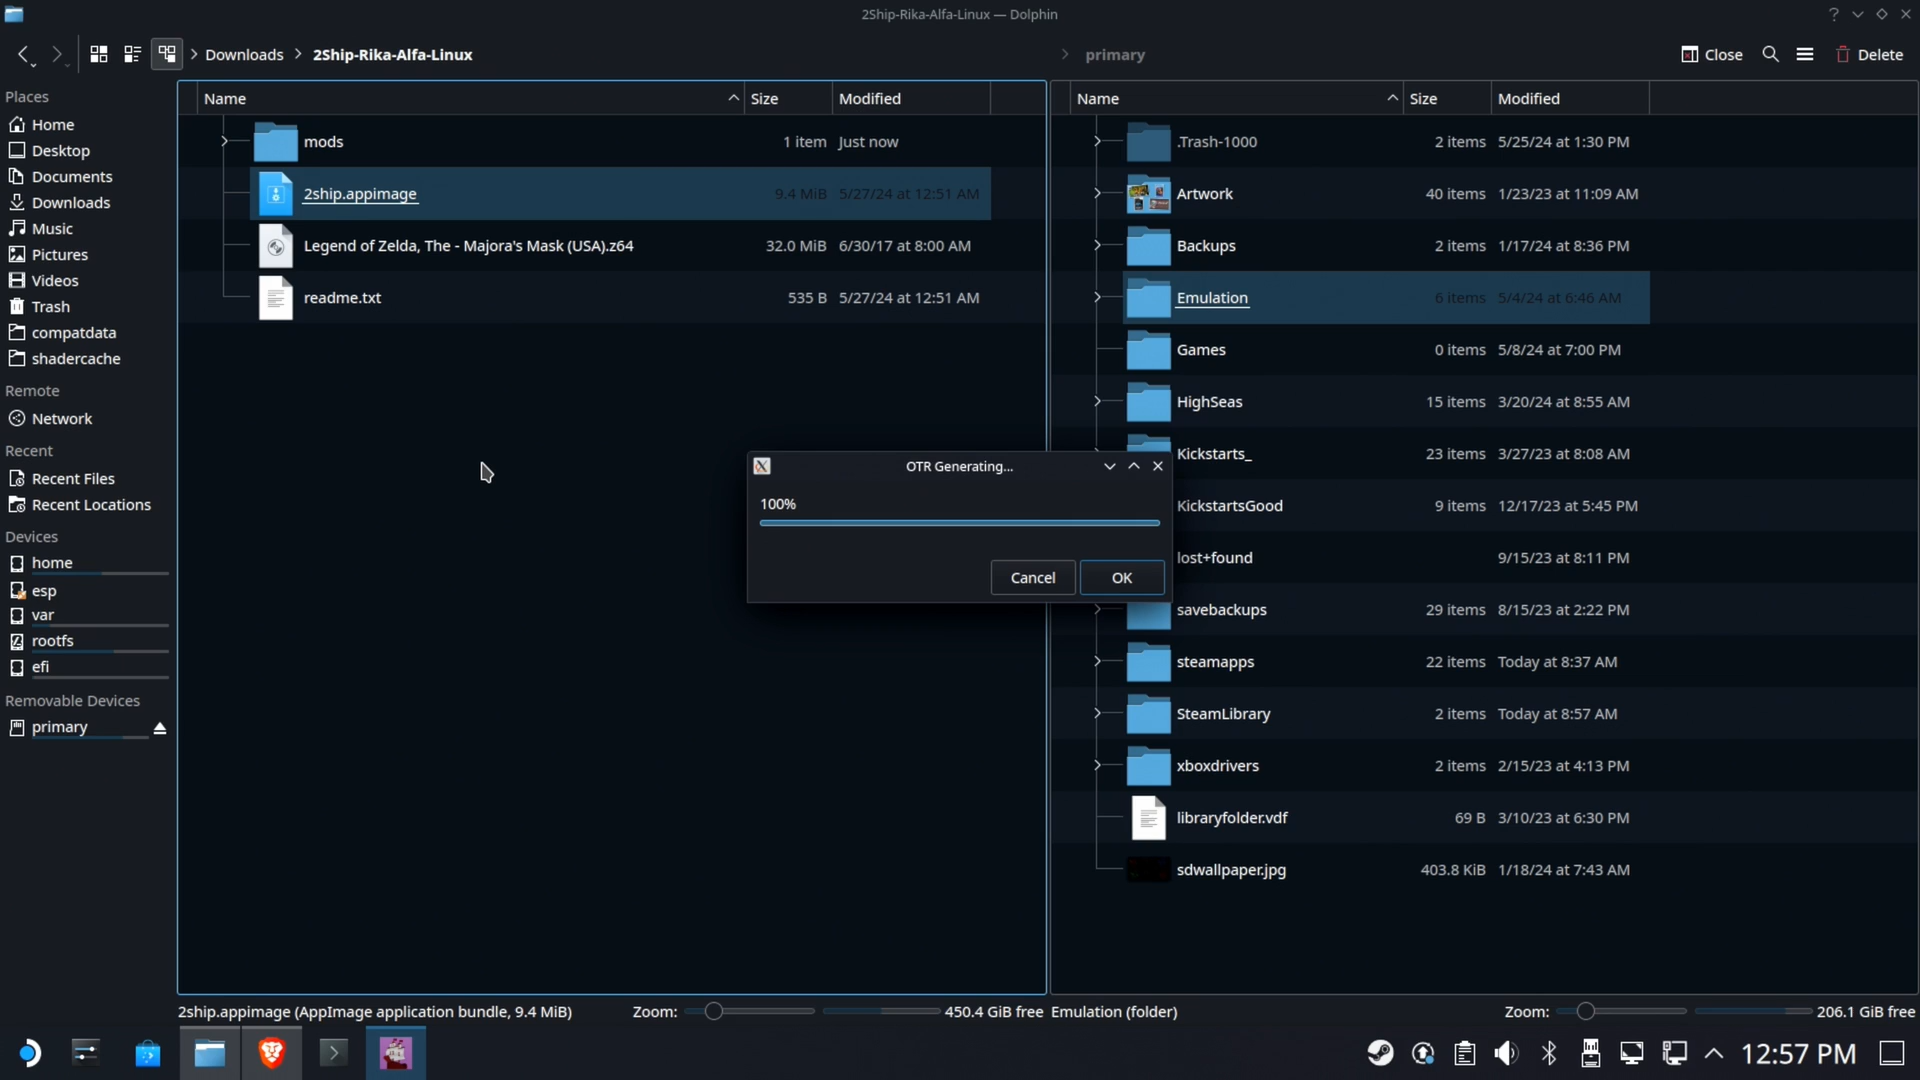 2Ship-Rika-Alfa-Linux — Dolphin
Downloads
2Ship-Rika-Alfa-Linux
primary
Close
Delete
Places
Home
Desktop
Documents
Downloads
Music
Pictures
Videos
Trash
compatdata
shadercache
Remote
Network
Recent
Recent Files
Recent Locations
Devices
home
esp
var
rootfs
efi
Removable Devices
primary
Name Size Modified
mods 1 item Just now
2ship.appimage 9.4 MiB 5/27/24 at 12:51 AM
Legend of Zelda, The - Majora's Mask (USA).z64 32.0 MiB 6/30/17 at 8:00 AM
readme.txt 535 B 5/27/24 at 12:51 AM
Name Size Modified
.Trash-1000 2 items 5/25/24 at 1:30 PM
Artwork 40 items 1/23/23 at 11:09 AM
Backups 2 items 1/17/24 at 8:36 PM
Emulation 6 items 5/4/24 at 6:46 AM
Games 0 items 5/8/24 at 7:00 PM
HighSeas 15 items 3/20/24 at 8:55 AM
Kickstarts_ 23 items 3/27/23 at 8:08 AM
KickstartsGood 9 items 12/17/23 at 5:45 PM
lost+found 9/15/23 at 8:11 PM
savebackups 29 items 8/15/23 at 2:22 PM
steamapps 22 items Today at 8:37 AM
SteamLibrary 2 items Today at 8:57 AM
xboxdrivers 2 items 2/15/23 at 4:13 PM
libraryfolder.vdf 69 B 3/10/23 at 6:30 PM
sdwallpaper.jpg 403.8 KiB 1/18/24 at 7:43 AM
OTR Generating...
100%
Cancel
OK
2ship.appimage (AppImage application bundle, 9.4 MiB) Zoom: 450.4 GiB free
Emulation (folder) Zoom: 206.1 GiB free
12:57 PM